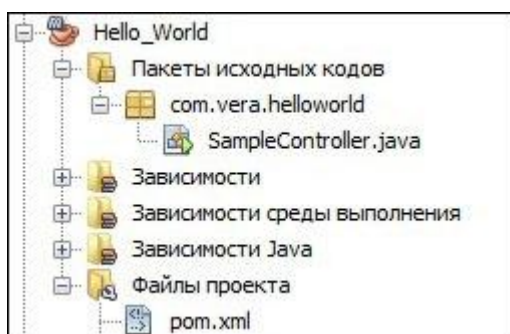 Hello_World
Пакеты исходных кодов
com.vera.helloworld
SampleController.java
Зависимости
Зависимости среды выполнения
Зависимости Java
Файлы проекта
pom.xml